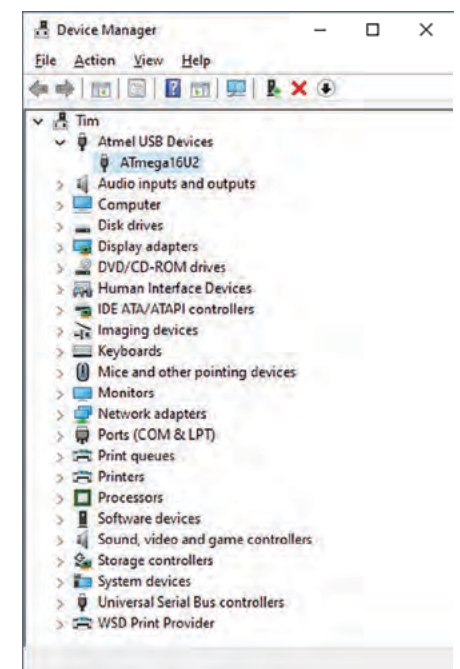 Device Manager
File Action View Help
Tim
Atmel USB Devices
ATmega16U2
Audio inputs and outputs
Computer
Disk drives
Display adapters
DVD/CD-ROM drives
Human Interface Devices
IDE ATA/ATAPI controllers
Imaging devices
Keyboards
Mice and other pointing devices
Monitors
Network adapters
Ports (COM & LPT)
Print queues
Printers
Processors
Software devices
Sound, video and game controllers
Storage controllers
System devices
Universal Serial Bus controllers
WSD Print Provider